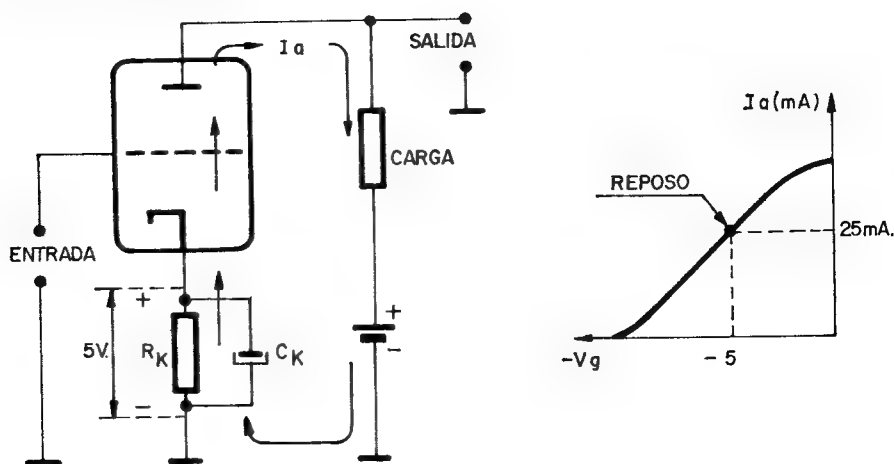 Ia
SALIDA
CARGA
ENTRADA
+
5V.
RK
CK
−
+
-
Ia(mA)
REPOSO
25mA.
-Vg
-5